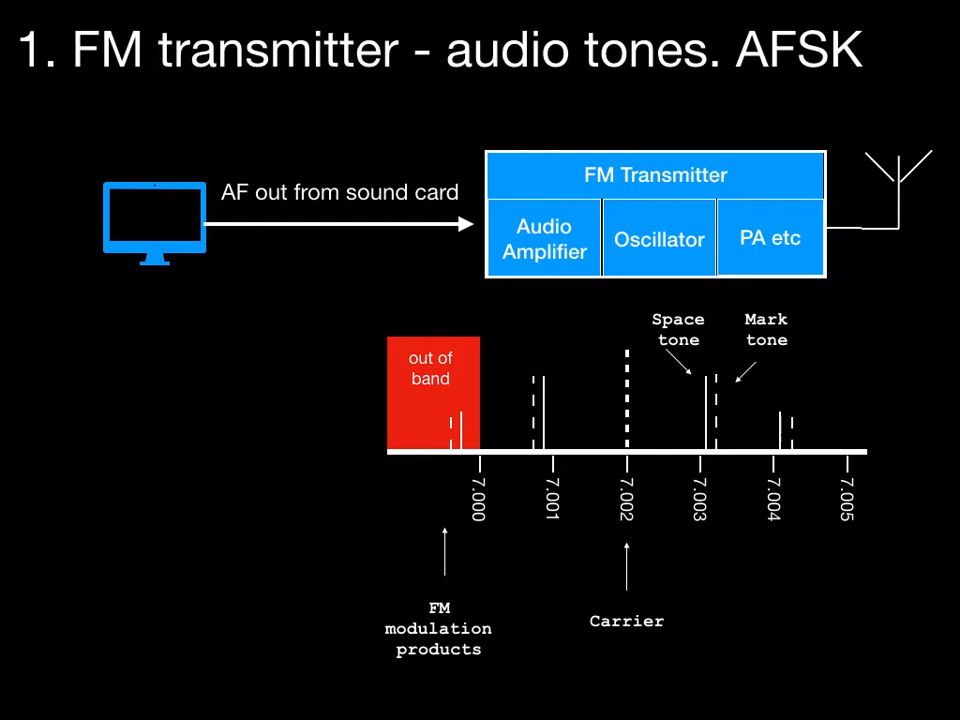 1. FM transmitter - audio tones. AFSK
AF out from sound card
FM Transmitter
Audio
Amplifier
Oscillator
PA etc
Space
tone
Mark
tone
out of
band
7.000
7.001
7.002
7.003
7.004
7.005
FM
modulation
products
Carrier